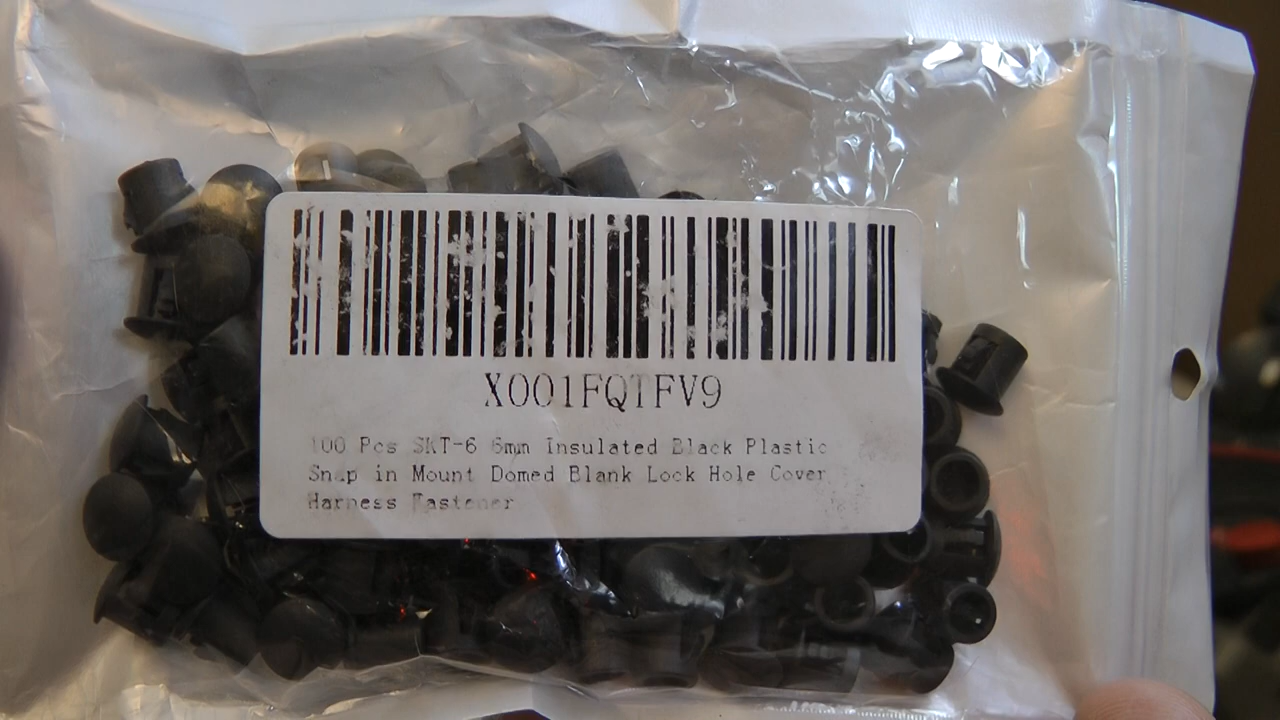 X001FQTFV9
100 Pcs SKT-6 6mm Insulated Black Plastic
Snap in Mount Domed Blank Lock Hole Cover
Harness Fastener